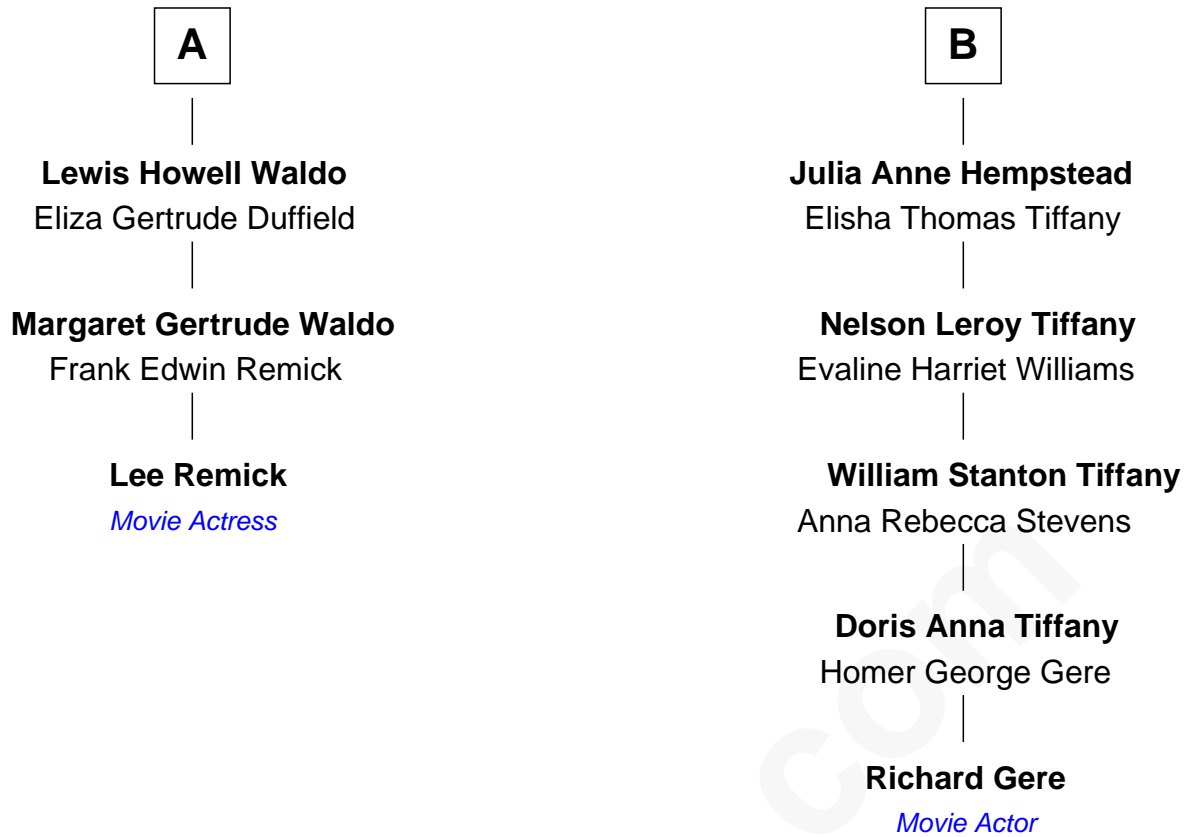 A
Lewis Howell Waldo
Eliza Gertrude Duffield
Margaret Gertrude Waldo
Frank Edwin Remick
Lee Remick
Movie Actress
B
Julia Anne Hempstead
Elisha Thomas Tiffany
Nelson Leroy Tiffany
Evaline Harriet Williams
William Stanton Tiffany
Anna Rebecca Stevens
Doris Anna Tiffany
Homer George Gere
Richard Gere
Movie Actor
com